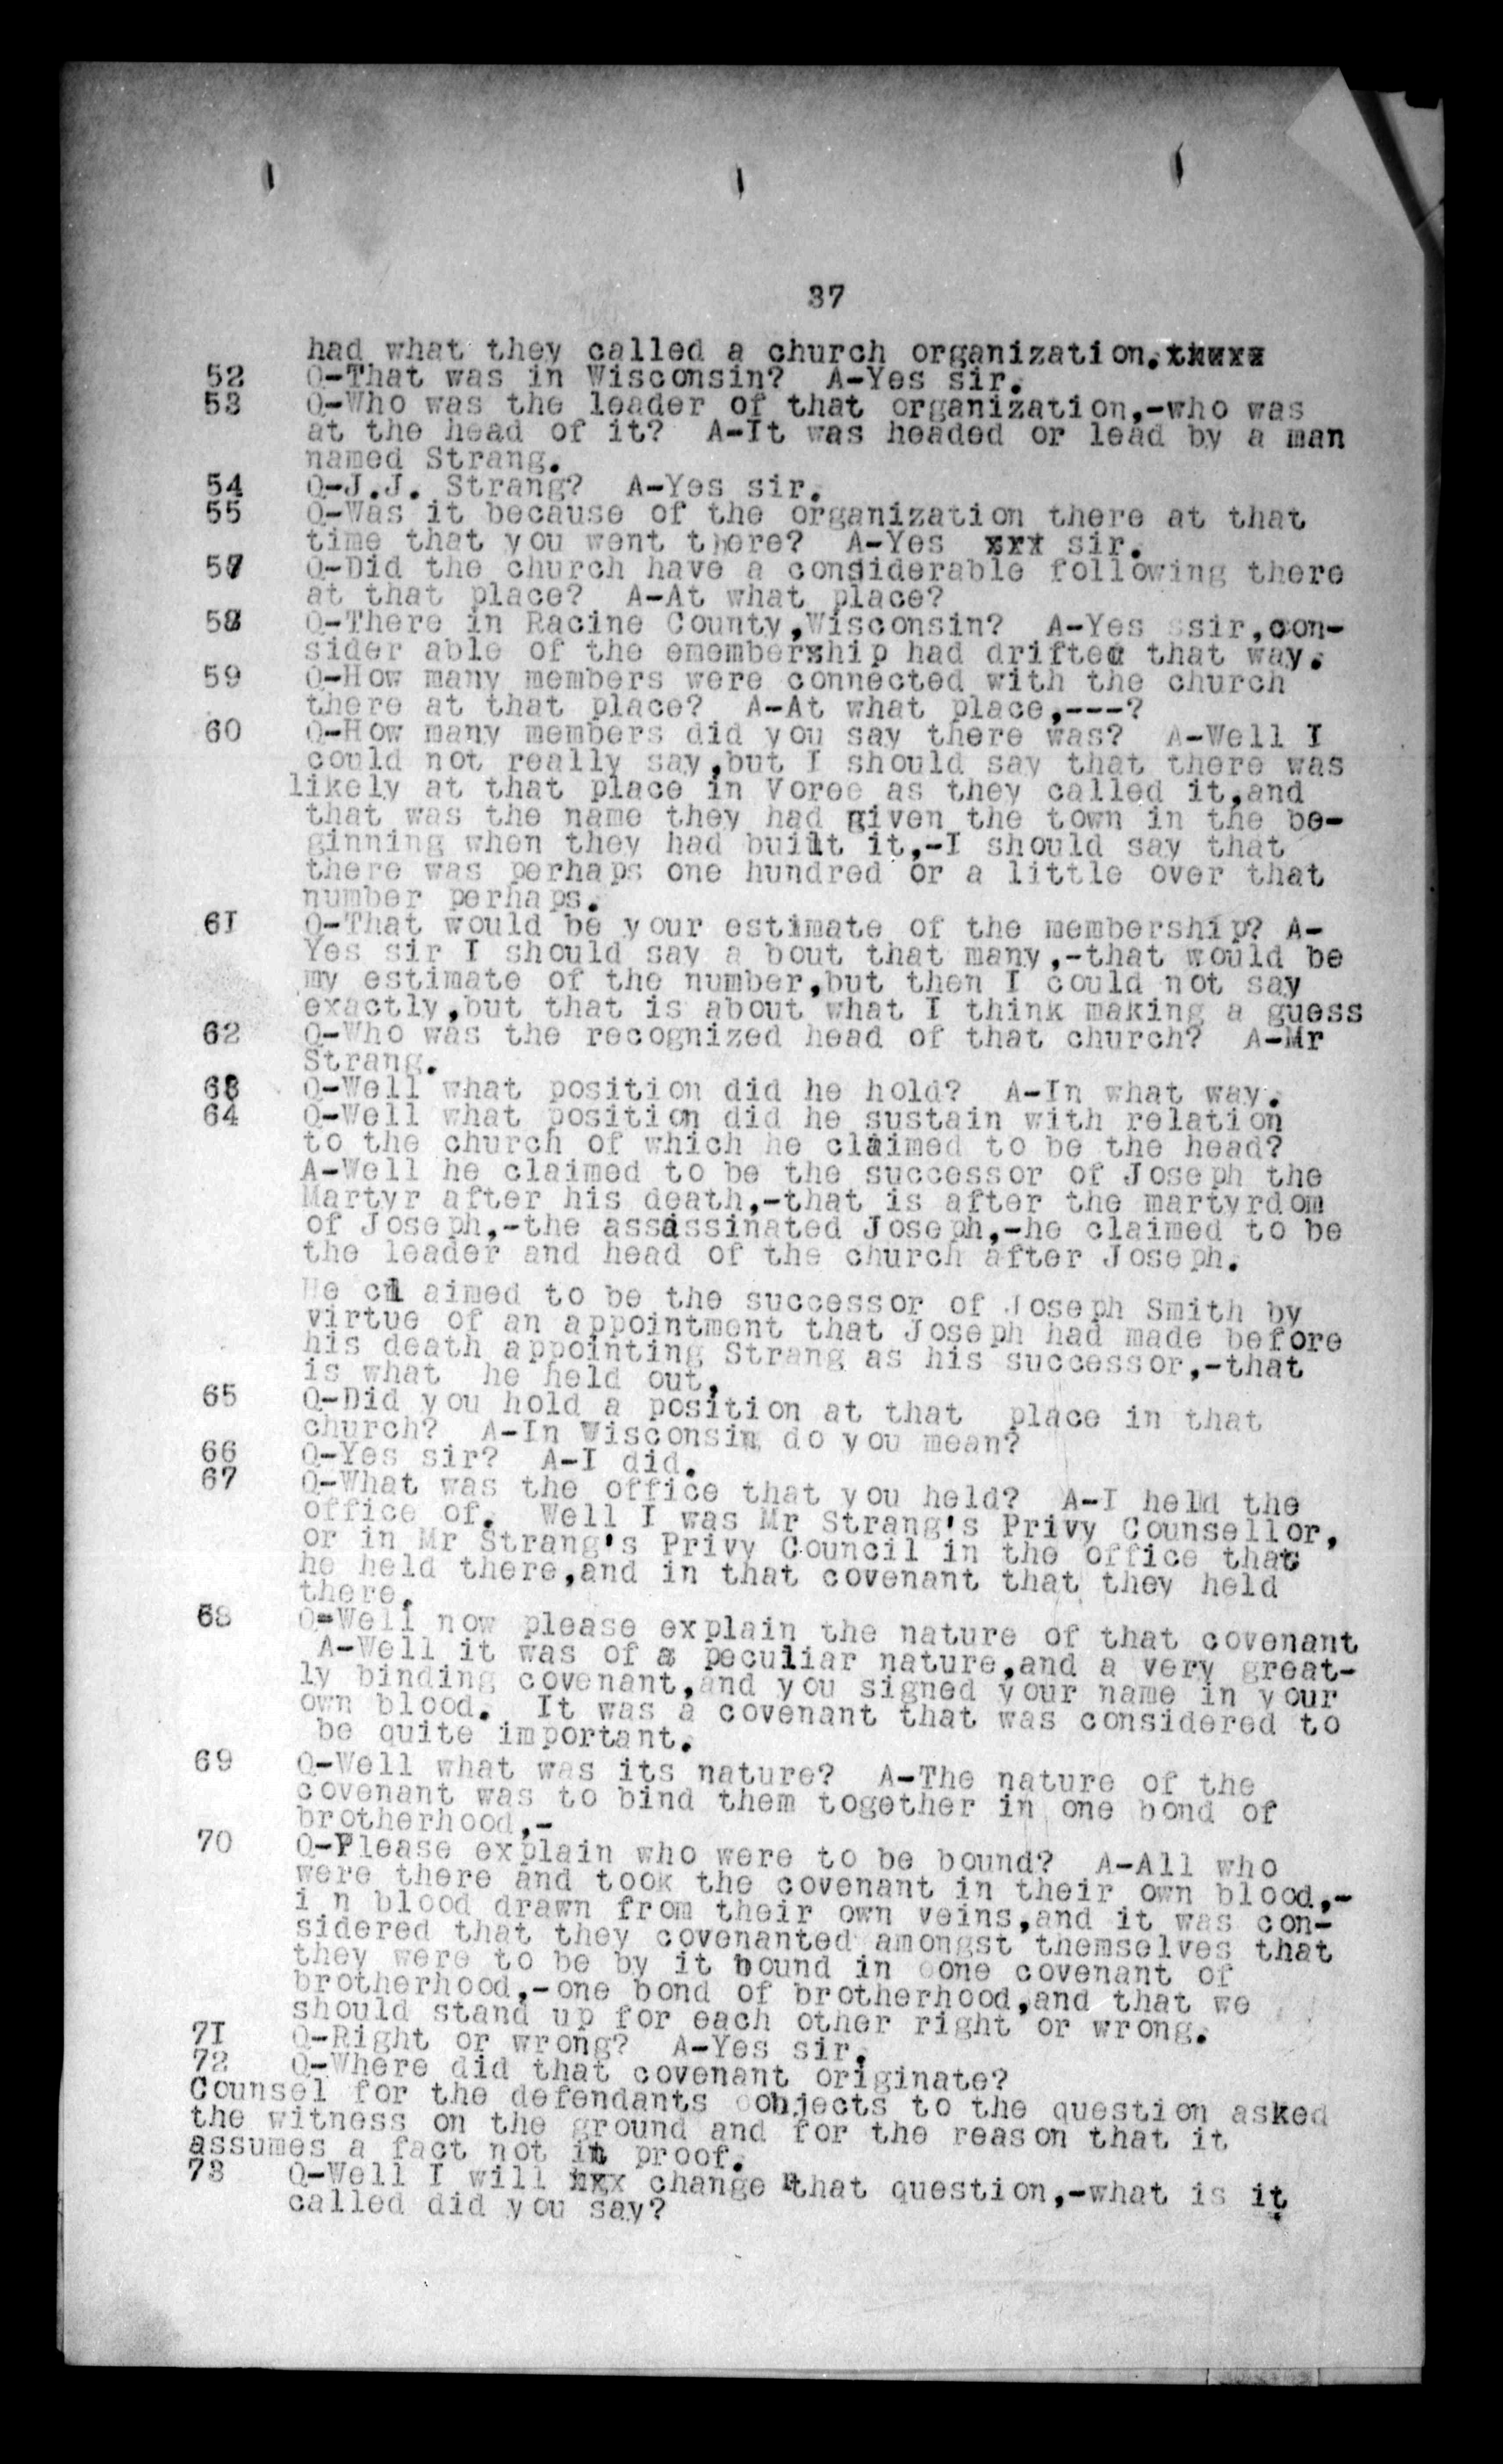 37
had what they called a church organization.
52 Q-That was in Wisconsin? A-Yes sir.
53 Q-Who was the leader of that organization,-who was
at the head of it? A-It was headed or lead by a man
named Strang.
54 Q-J.J. Strang? A-Yes sir.
55 Q-Was it because of the organization there at that
time that you went there? A-Yes xrx sir.
57 Q-Did the church have a considerable following there
at that place? A-At what place?
58 Q-There in Racine County,Wisconsin? A-Yes ssir,con-
sider able of the emembership had drifted that way.
59 Q-How many members were connected with the church
there at that place? A-At what place,---?
60 Q-How many members did you say there was? A-Well I
could not really say,but I should say that there was
likely at that place in Voree as they called it,and
that was the name they had given the town in the be-
ginning when they had built it,-I should say that
there was perhaps one hundred or a little over that
number perhaps.
61 Q-That would be your estimate of the membership? A-
Yes sir I should say a bout that many,-that would be
my estimate of the number,but then I could not say
exactly,but that is about what I think making a guess
62 Q-Who was the recognized head of that church? A-Mr
Strang.
63 Q-Well what position did he hold? A-In what way.
64 Q-Well what position did he sustain with relation
to the church of which he claimed to be the head?
A-Well he claimed to be the successor of Joseph the
Martyr after his death,-that is after the martyrdom
of Joseph,-the assassinated Joseph,-he claimed to be
the leader and head of the church after Joseph.
He cl aimed to be the successor of Joseph Smith by
virtue of an appointment that Joseph had made before
his death appointing Strang as his successor,-that
is what he held out,
65 Q-Did you hold a position at that place in that
church? A-In Wisconsin do you mean?
66 Q-Yes sir? A-I did.
67 Q-What was the office that you held? A-I held the
office of. Well I was Mr Strang's Privy Counsellor,
or in Mr Strang's Privy Council in the office that
he held there,and in that covenant that they held
there.
68 Q-Well now please explain the nature of that covenant
A-Well it was of a peculiar nature,and a very great-
ly binding covenant,and you signed your name in your
own blood. It was a covenant that was considered to
be quite important.
69 Q-Well what was its nature? A-The nature of the
covenant was to bind them together in one bond of
brotherhood,-
70 Q-Please explain who were to be bound? A-All who
were there and took the covenant in their own blood,-
i n blood drawn from their own veins,and it was con-
sidered that they covenanted amongst themselves that
they were to be by it bound in oone covenant of
brotherhood,-one bond of brotherhood,and that we
should stand up for each other right or wrong.
71 Q-Right or wrong? A-Yes sir.
72 Q-Where did that covenant originate?
Counsel for the defendants oobjects to the question asked
the witness on the ground and for the reason that it
assumes a fact not in proof.
73 Q-Well I will change that question,-what is it
called did you say?